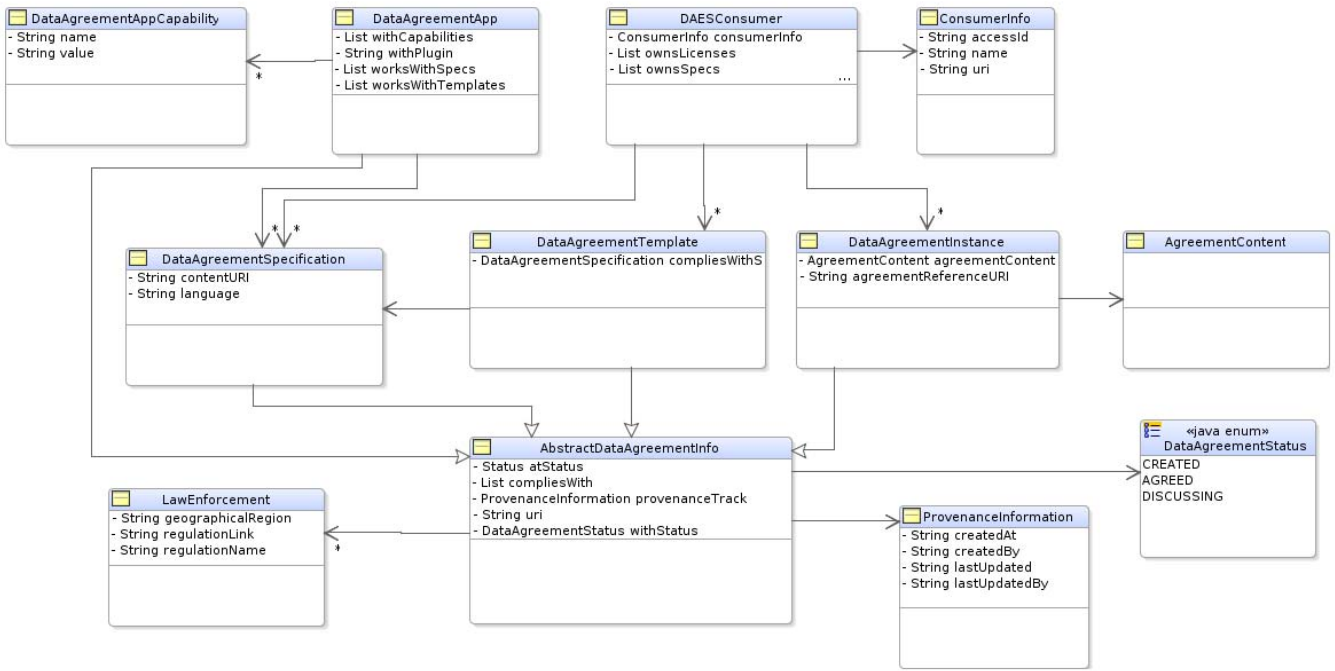 DataAgreementAppCapability
- String name
- String value
DataAgreementApp
- List withCapabilities
- String withPlugin
- List worksWithSpecs
- List worksWithTemplates
DAESConsumer
- ConsumerInfo consumerInfo
- List ownsLicenses
- List ownsSpecs
...
ConsumerInfo
- String accessId
- String name
- String uri
*
*
*
*
*
DataAgreementSpecification
- String contentURI
- String language
DataAgreementTemplate
- DataAgreementSpecification compliesWithS
DataAgreementInstance
- AgreementContent agreementContent
- String agreementReferenceURI
AgreementContent
AbstractDataAgreementInfo
- Status atStatus
- List compliesWith
- ProvenanceInformation provenanceTrack
- String uri
- DataAgreementStatus withStatus
«java enum»
DataAgreementStatus
CREATED
AGREED
DISCUSSING
LawEnforcement
- String geographicalRegion
- String regulationLink
- String regulationName
*
ProvenanceInformation
- String createdAt
- String createdBy
- String lastUpdated
- String lastUpdatedBy